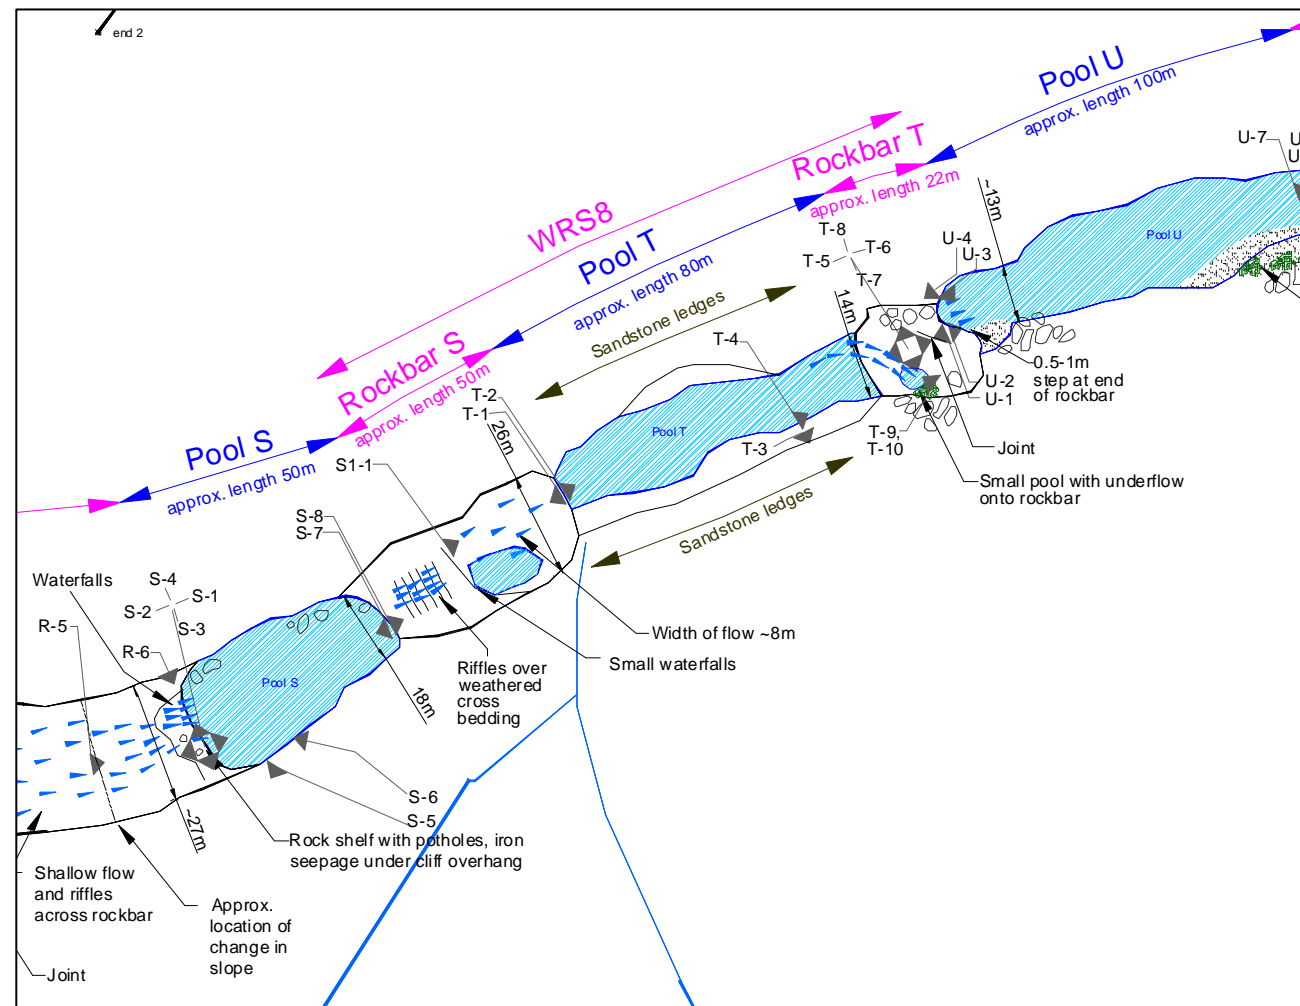 end 2
Pool U
approx. length 100m
Rockbar T
approx. length 22m
WRS8
Pool T
approx. length 80m
Sandstone ledges
Rockbar S
approx. length 50m
Pool S
approx. length 50m
U-7
U
U
~13m
Pool U
T-8
T-6
T-5
T-7
U-4
U-3
14m
T-4
T-3
0.5-1m
step at end
of rockbar
U-2
U-1
T-2
T-1
Pool T
T-9,
T-10
Joint
Small pool with underflow
onto rockbar
Sandstone ledges
26m
S1-1
S-8
S-7
Waterfalls
S-4
S-1
S-2
S-3
R-5
R-6
Pool S
18m
Width of flow ~8m
Small waterfalls
Riffles over
weathered
cross
bedding
S-6
S-5
~27m
Rock shelf with potholes, iron
seepage under cliff overhang
Shallow flow
and riffles
across rockbar
Approx.
location of
change in
slope
Joint